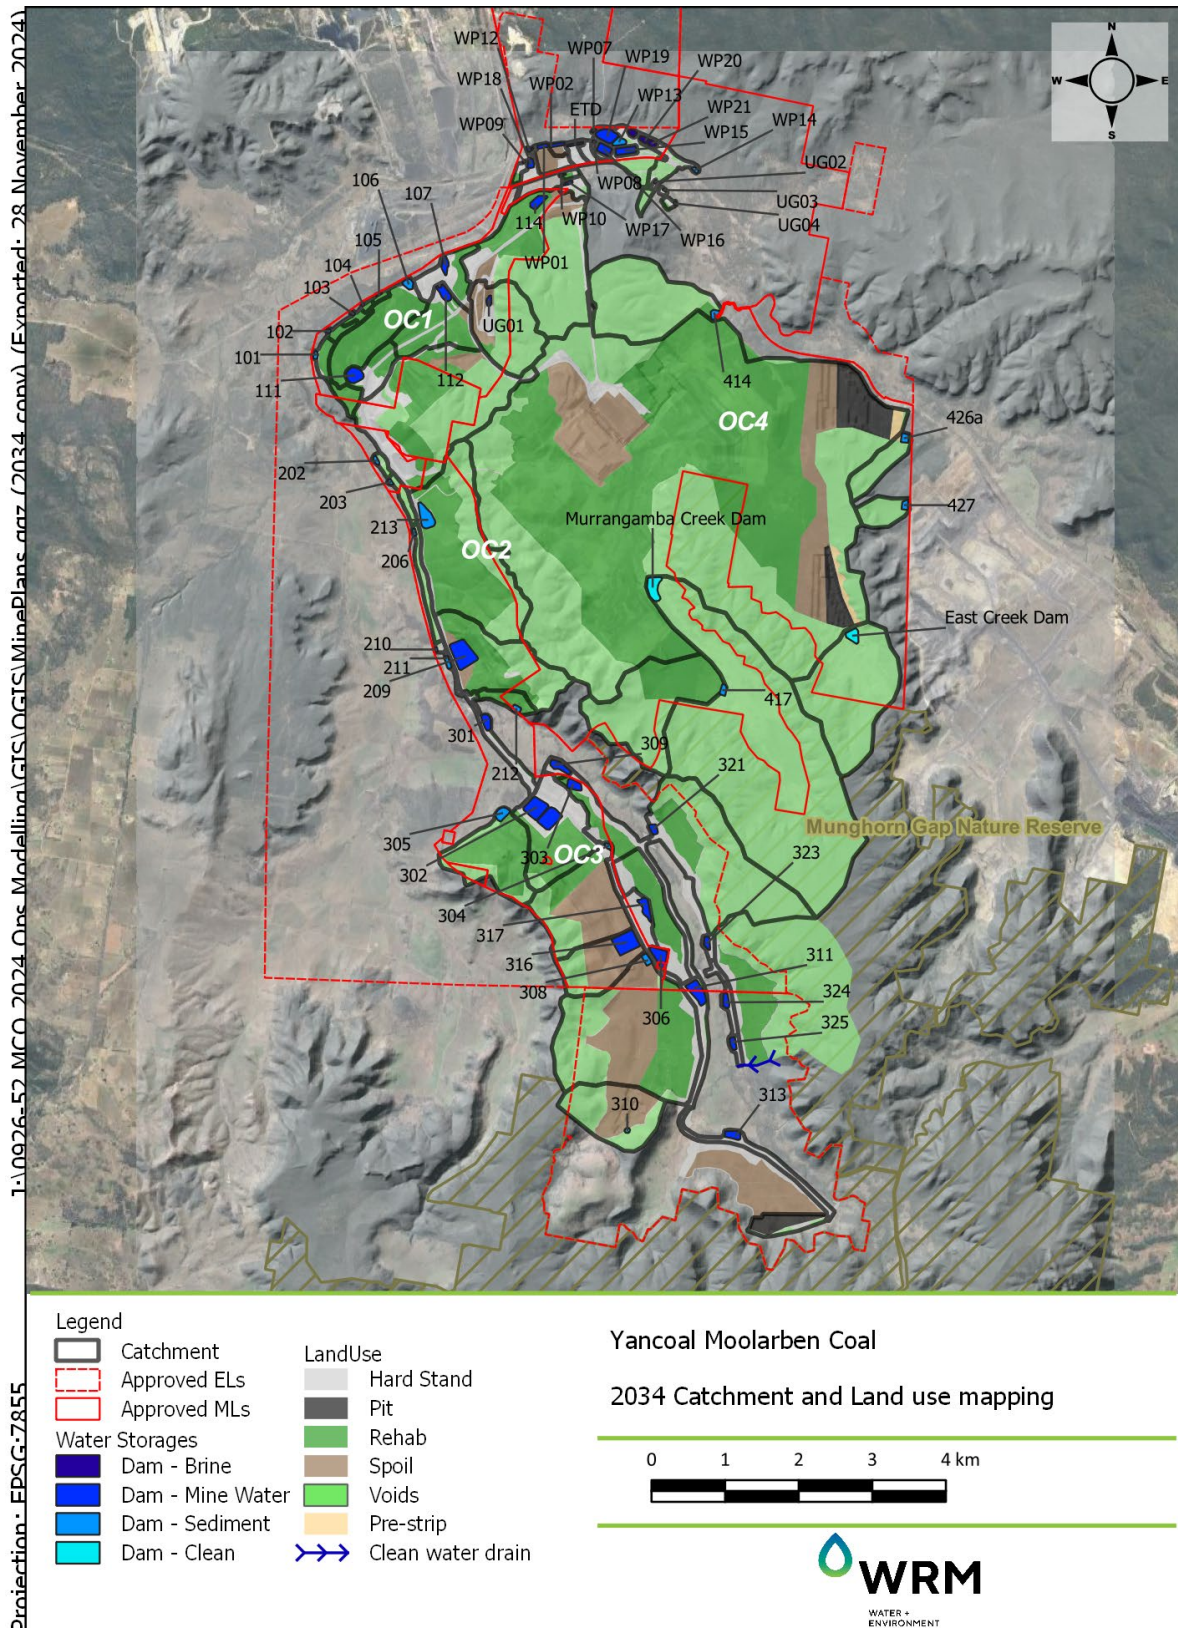 I:\0926-52 MCO 2024 Ops Modelling\GIS\QGIS\MinePlans.qgz (2034 copy) (Exported: 28 November 2024)
Projection: EPSG:7855
N
W
E
S
WP12
WP07
WP19
WP18
WP02
WP20
WP13
ETD
WP21
WP09
WP15
WP14
UG02
106
WP08
107
UG03
WP10
114
WP17
UG04
WP16
105
WP01
104
103
OC1
102
UG01
101
112
111
414
OC4
426a
202
203
427
213
Murrangamba Creek Dam
206
OC2
East Creek Dam
210
211
209
417
301
309
212
321
Munghorn Gap Nature Reserve
305
303
OC3
323
302
304
317
316
311
308
324
306
325
310
313
Legend
Catchment
Approved ELs
Approved MLs
Water Storages
Dam - Brine
Dam - Mine Water
Dam - Sediment
Dam - Clean
LandUse
Hard Stand
Pit
Rehab
Spoil
Voids
Pre-strip
Clean water drain
Yancoal Moolarben Coal
2034 Catchment and Land use mapping
0 1 2 3 4 km
WRM
WATER +
ENVIRONMENT